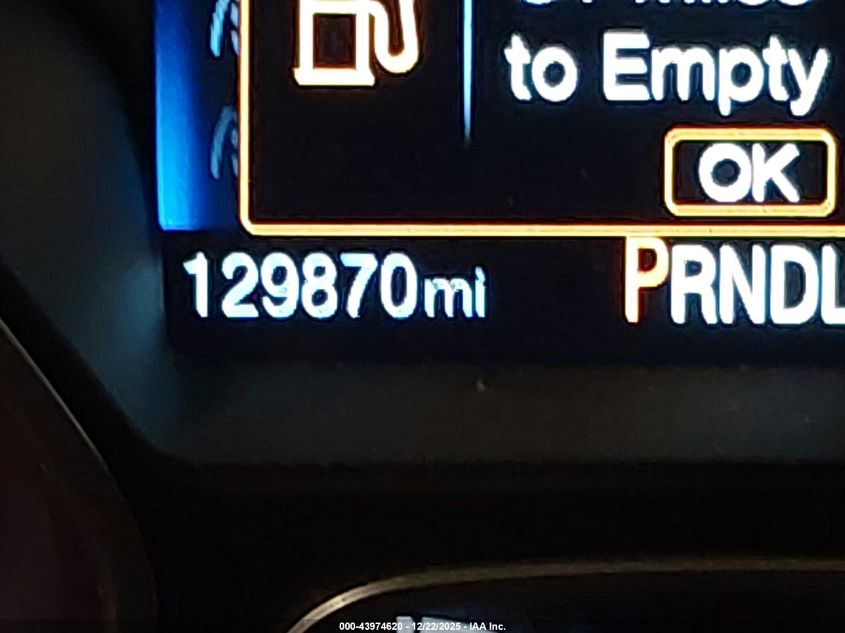 to Empty
OK
129870mi PRNDL
000-43974620 - 12/22/2025 - IAA Inc.